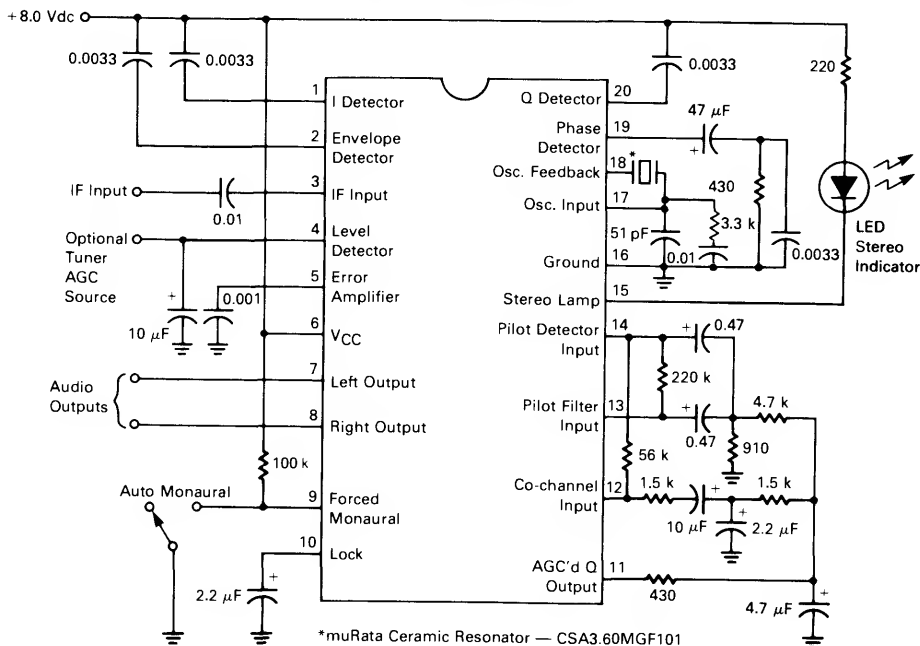 +8.0 Vdc
0.0033
0.0033
0.0033
220
1
I Detector
2
Envelope
Detector
IF Input
0.01
3
IF Input
Optional
Tuner
AGC
Source
4
Level
Detector
5
Error
Amplifier
+
10 μF
0.001
6
VCC
Audio
Outputs
7
Left Output
8
Right Output
100 k
Auto Monaural
9
Forced
Monaural
10
Lock
+
2.2 μF
Q Detector
20
Phase
Detector
19
47 μF
+
Osc. Feedback
18
*
430
Osc. Input
17
3.3 k
51 pF
0.01
0.0033
Ground
16
LED
Stereo
Indicator
Stereo Lamp
15
Pilot Detector
Input
14
+
0.47
220 k
Pilot Filter
Input
13
+
0.47
4.7 k
910
56 k
Co-channel
Input
12
1.5 k
+
10 μF
+
2.2 μF
1.5 k
AGC'd Q
Output
11
430
+
4.7 μF
*muRata Ceramic Resonator — CSA3.60MGF101